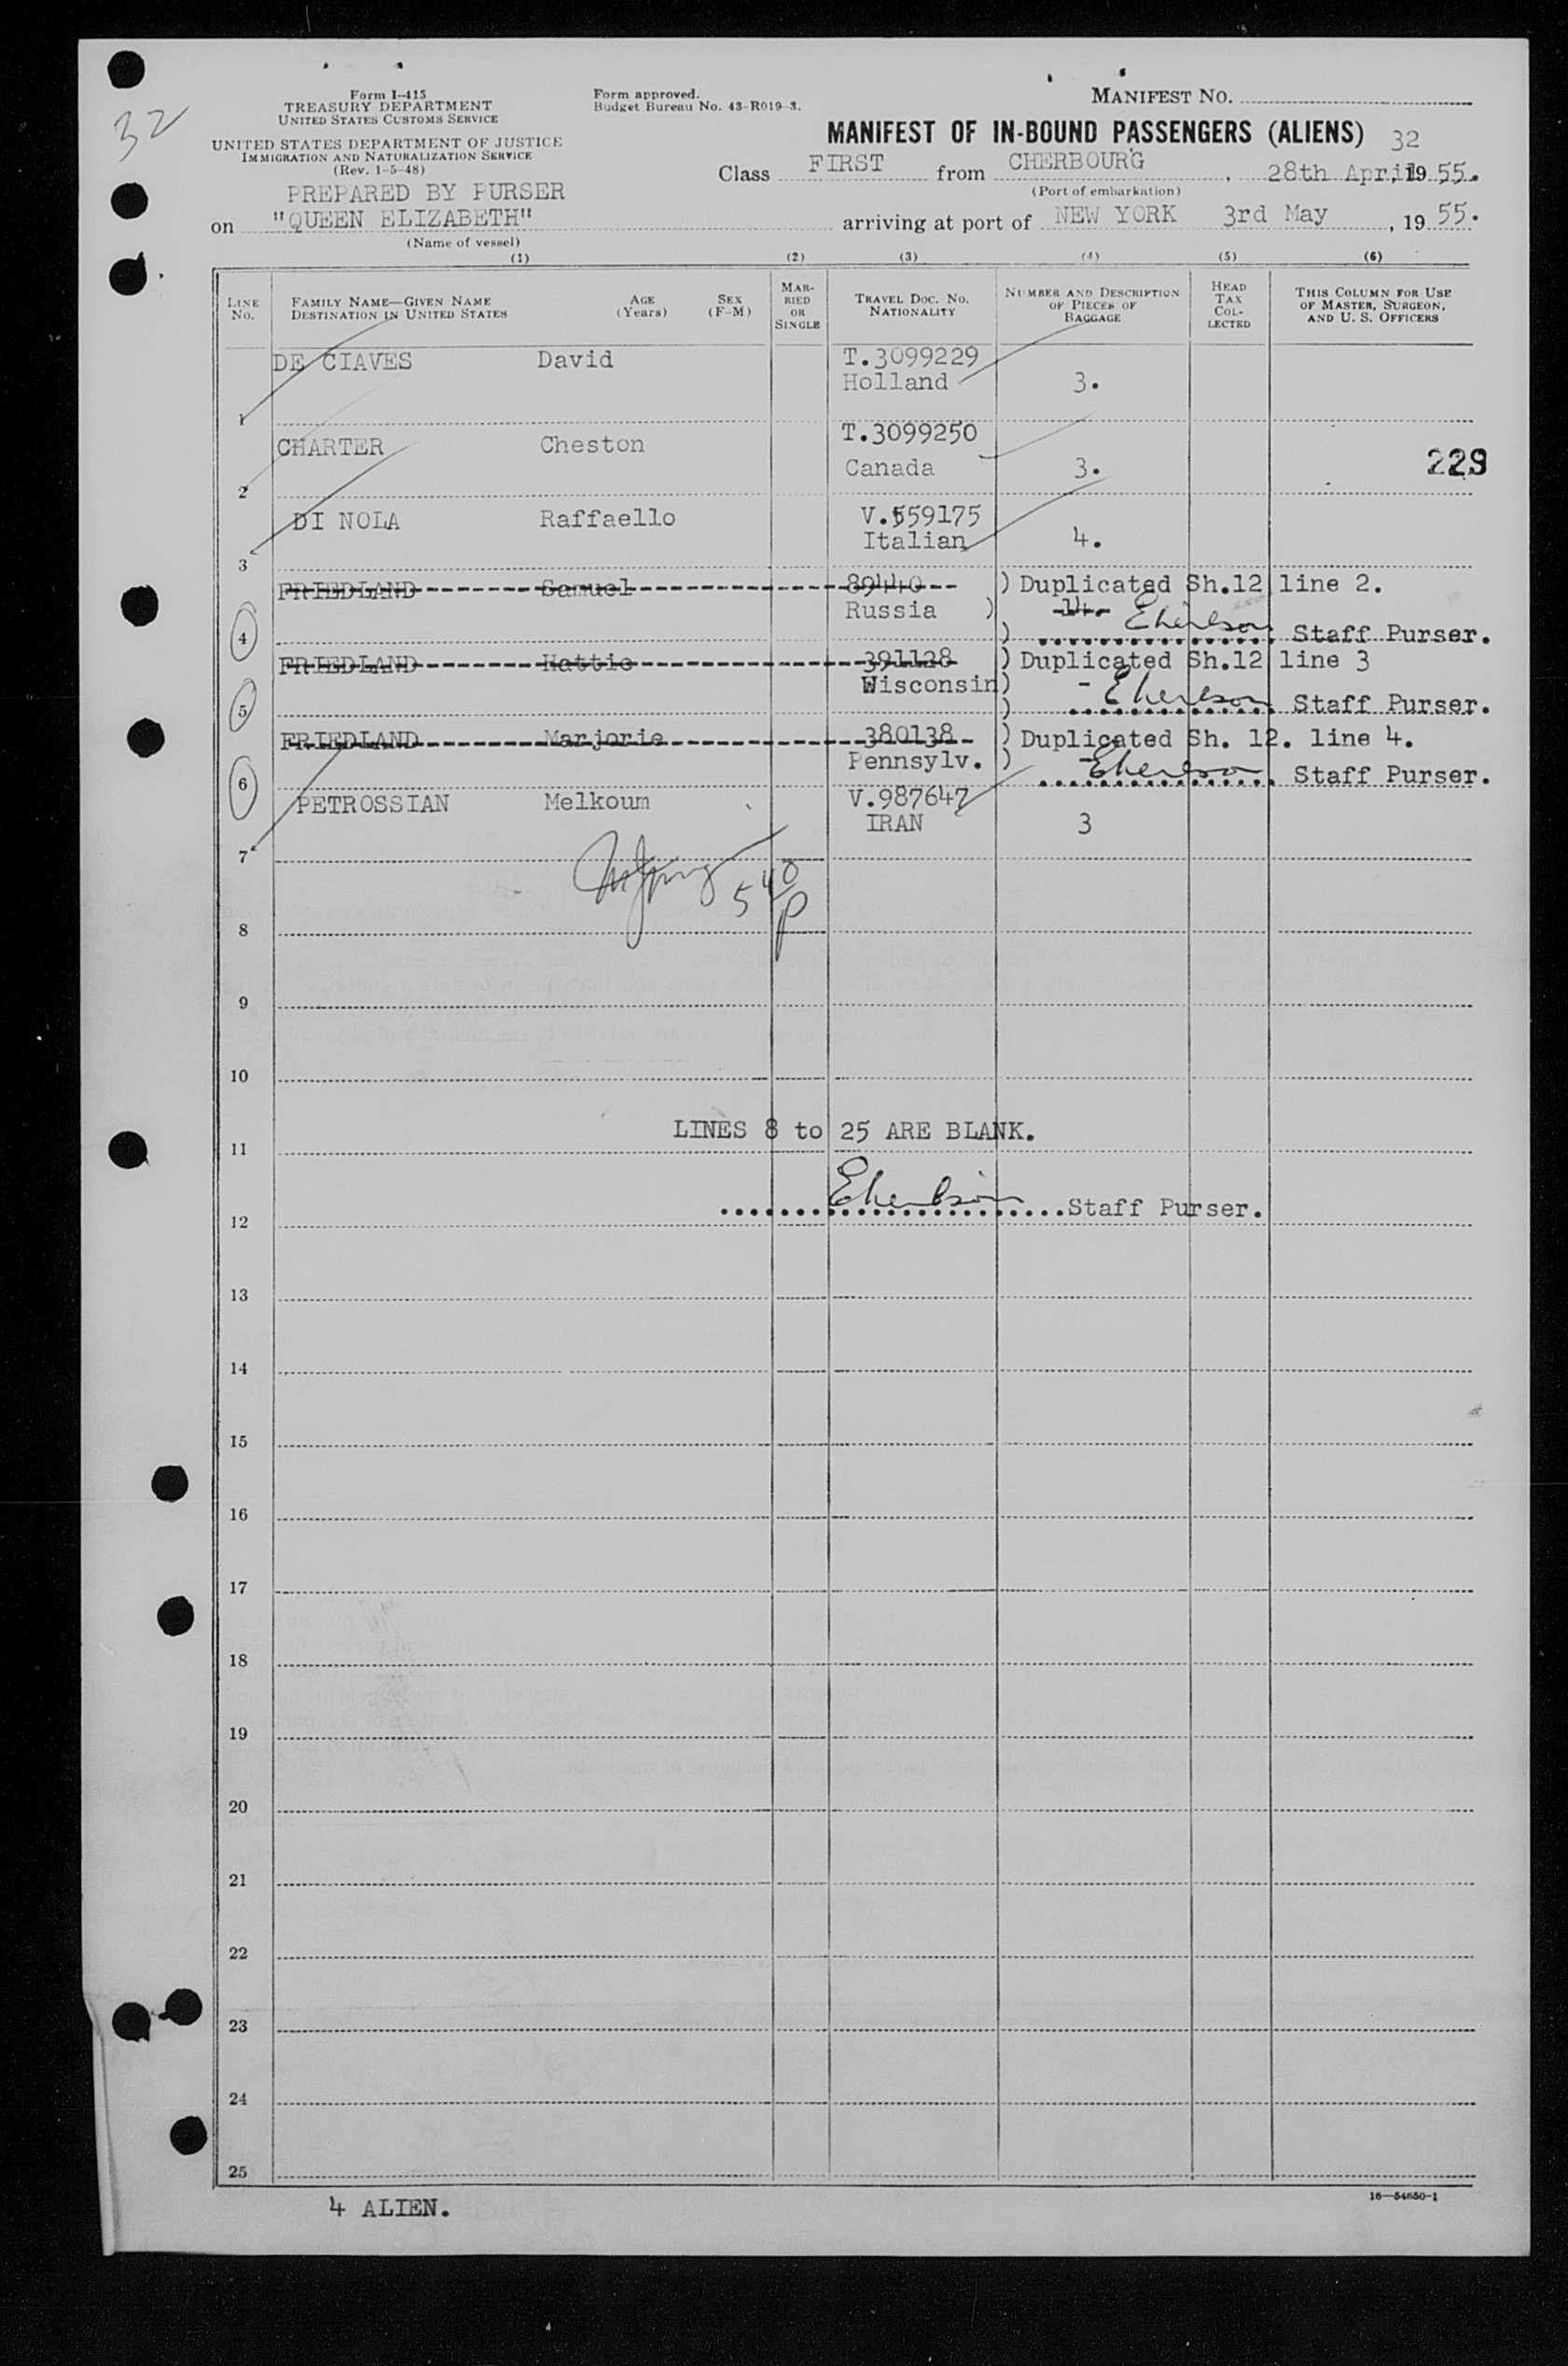 32
Form I-415
TREASURY DEPARTMENT
UNITED STATES CUSTOMS SERVICE
UNITED STATES DEPARTMENT OF JUSTICE
IMMIGRATION AND NATURALIZATION SERVICE
(Rev. 1-5-48)
PREPARED BY PURSER
Form approved.
Budget Bureau No. 43-R019-3.
MANIFEST NO.
MANIFEST OF IN-BOUND PASSENGERS (ALIENS) 32
Class FIRST from CHERBOURG, 28th April, 19 55.
(Port of embarkation)
on "QUEEN ELIZABETH" arriving at port of NEW YORK 3rd May, 19 55.
(Name of vessel)
(1) (2) (3) (4) (5) (6)
LINE No.
FAMILY NAME—GIVEN NAME
DESTINATION IN UNITED STATES
AGE (Years)
SEX (F-M)
MARRIED OR SINGLE
TRAVEL DOC. NO.
NATIONALITY
NUMBER AND DESCRIPTION OF PIECES OF BAGGAGE
HEAD TAX COLLECTED
THIS COLUMN FOR USE OF MASTER, SURGEON, AND U. S. OFFICERS
DE CIAVES David T.3099229
Holland 3.
1
CHARTER Cheston T.3099250
Canada 3. 229
2
DI NOLA Raffaello V.559175
Italian 4.
3
FRIEDLAND Samuel 89440 ) Duplicated Sh.12 line 2.
Russia ) 14.
4 ) Staff Purser.
FRIEDLAND Hattie 391128 ) Duplicated Sh.12 line 3
Wisconsin )
5 ) Staff Purser.
FRIEDLAND Marjorie 380138 ) Duplicated Sh. 12. line 4.
Pennsylv. )
6 Staff Purser.
PETROSSIAN Melkoum V.987647
IRAN 3
7
540
p
8
9
10
LINES 8 to 25 ARE BLANK.
11
Staff Purser.
12
13
14
15
16
17
18
19
20
21
22
23
24
25
4 ALIEN.
16—54650-1